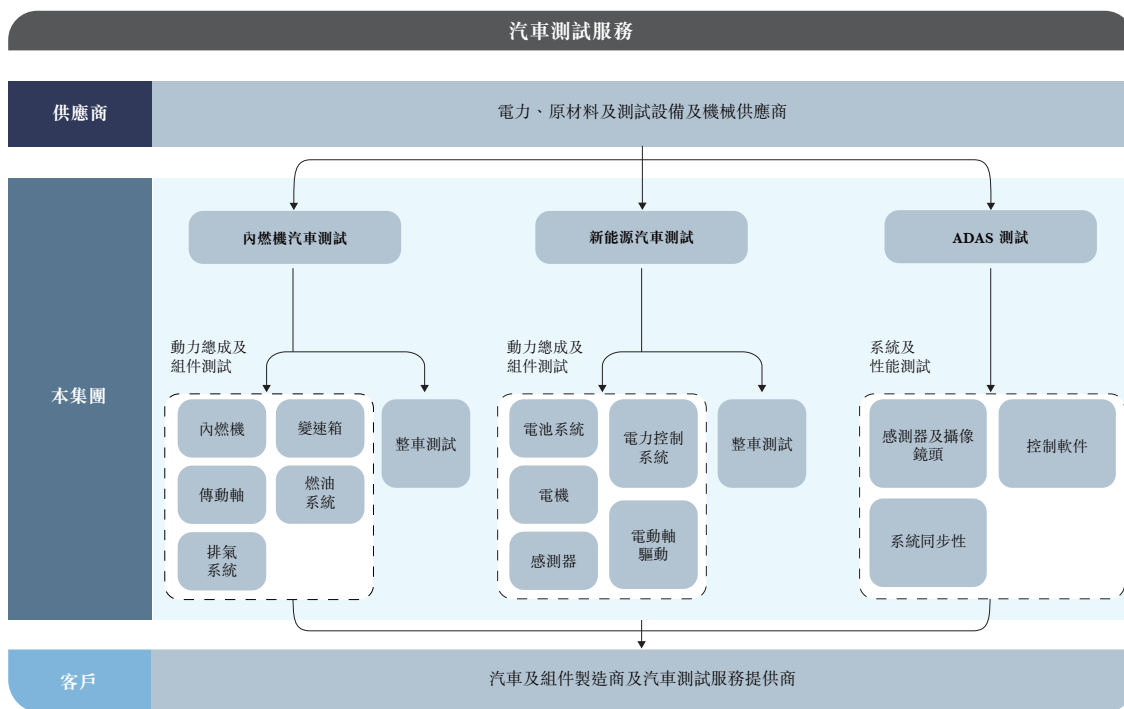 汽車測試服務
供應商
電力、原材料及測試設備及機械供應商
本集團
內燃機汽車測試
新能源汽車測試
ADAS 測試
動力總成及
組件測試
內燃機
變速箱
傳動軸
燃油
系統
排氣
系統
整車測試
動力總成及
組件測試
電池系統
電力控制
系統
電機
感測器
電動軸
驅動
整車測試
系統及
性能測試
感測器及攝像
鏡頭
控制軟件
系統同步性
客戶
汽車及組件製造商及汽車測試服務提供商